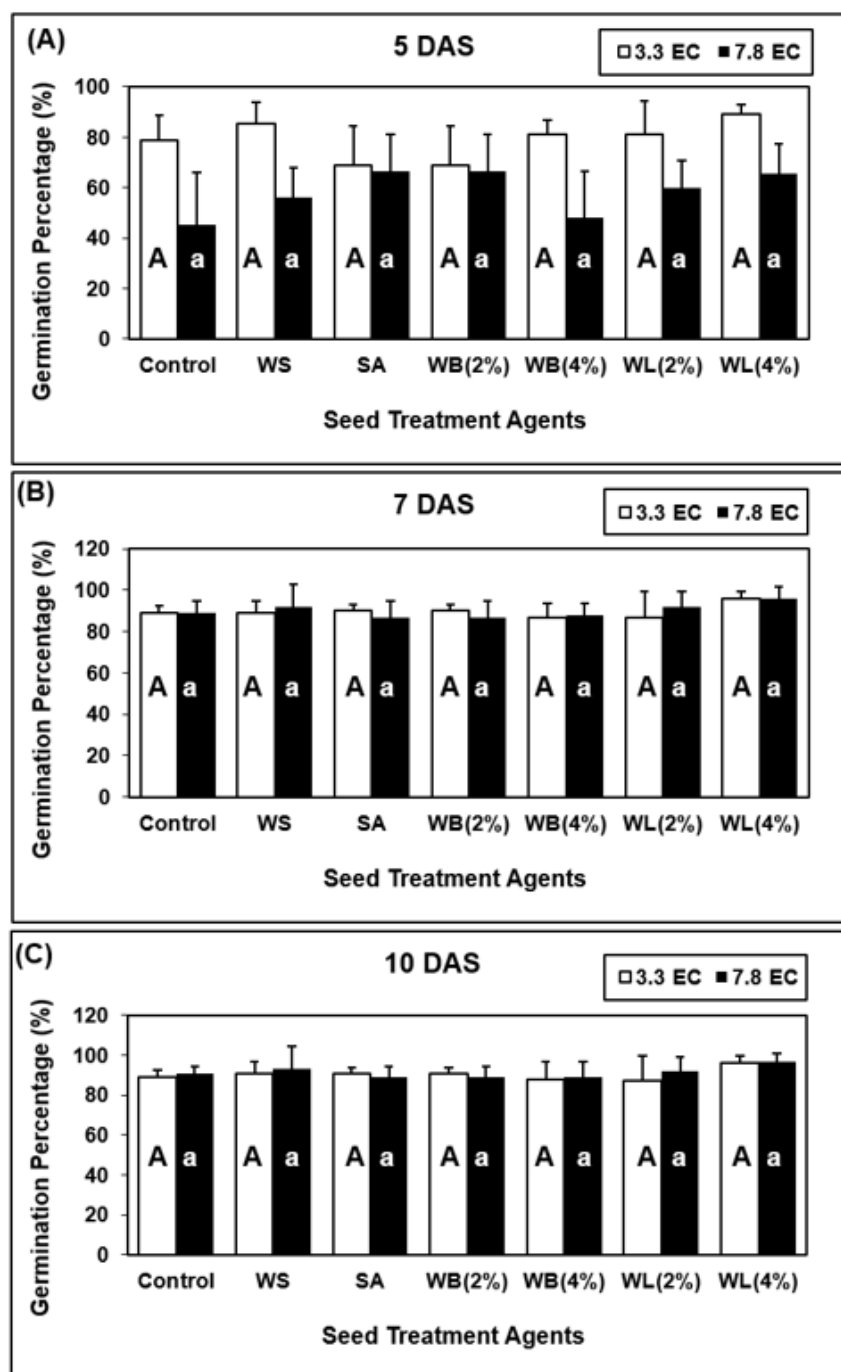 (A)
5 DAS
3.3 EC 7.8 EC
Germination Percentage (%)
100
80
60
40
20
0
A a A a A a A a A a A a A a
Control WS SA WB(2%) WB(4%) WL(2%) WL(4%)
Seed Treatment Agents
(B)
7 DAS
3.3 EC 7.8 EC
Germination Percentage (%)
120
100
80
60
40
20
0
A a A a A a A a A a A a A a
Control WS SA WB(2%) WB(4%) WL(2%) WL(4%)
Seed Treatment Agents
(C)
10 DAS
3.3 EC 7.8 EC
Germination Percentage (%)
120
100
80
60
40
20
0
A a A a A a A a A a A a A a
Control WS SA WB(2%) WB(4%) WL(2%) WL(4%)
Seed Treatment Agents